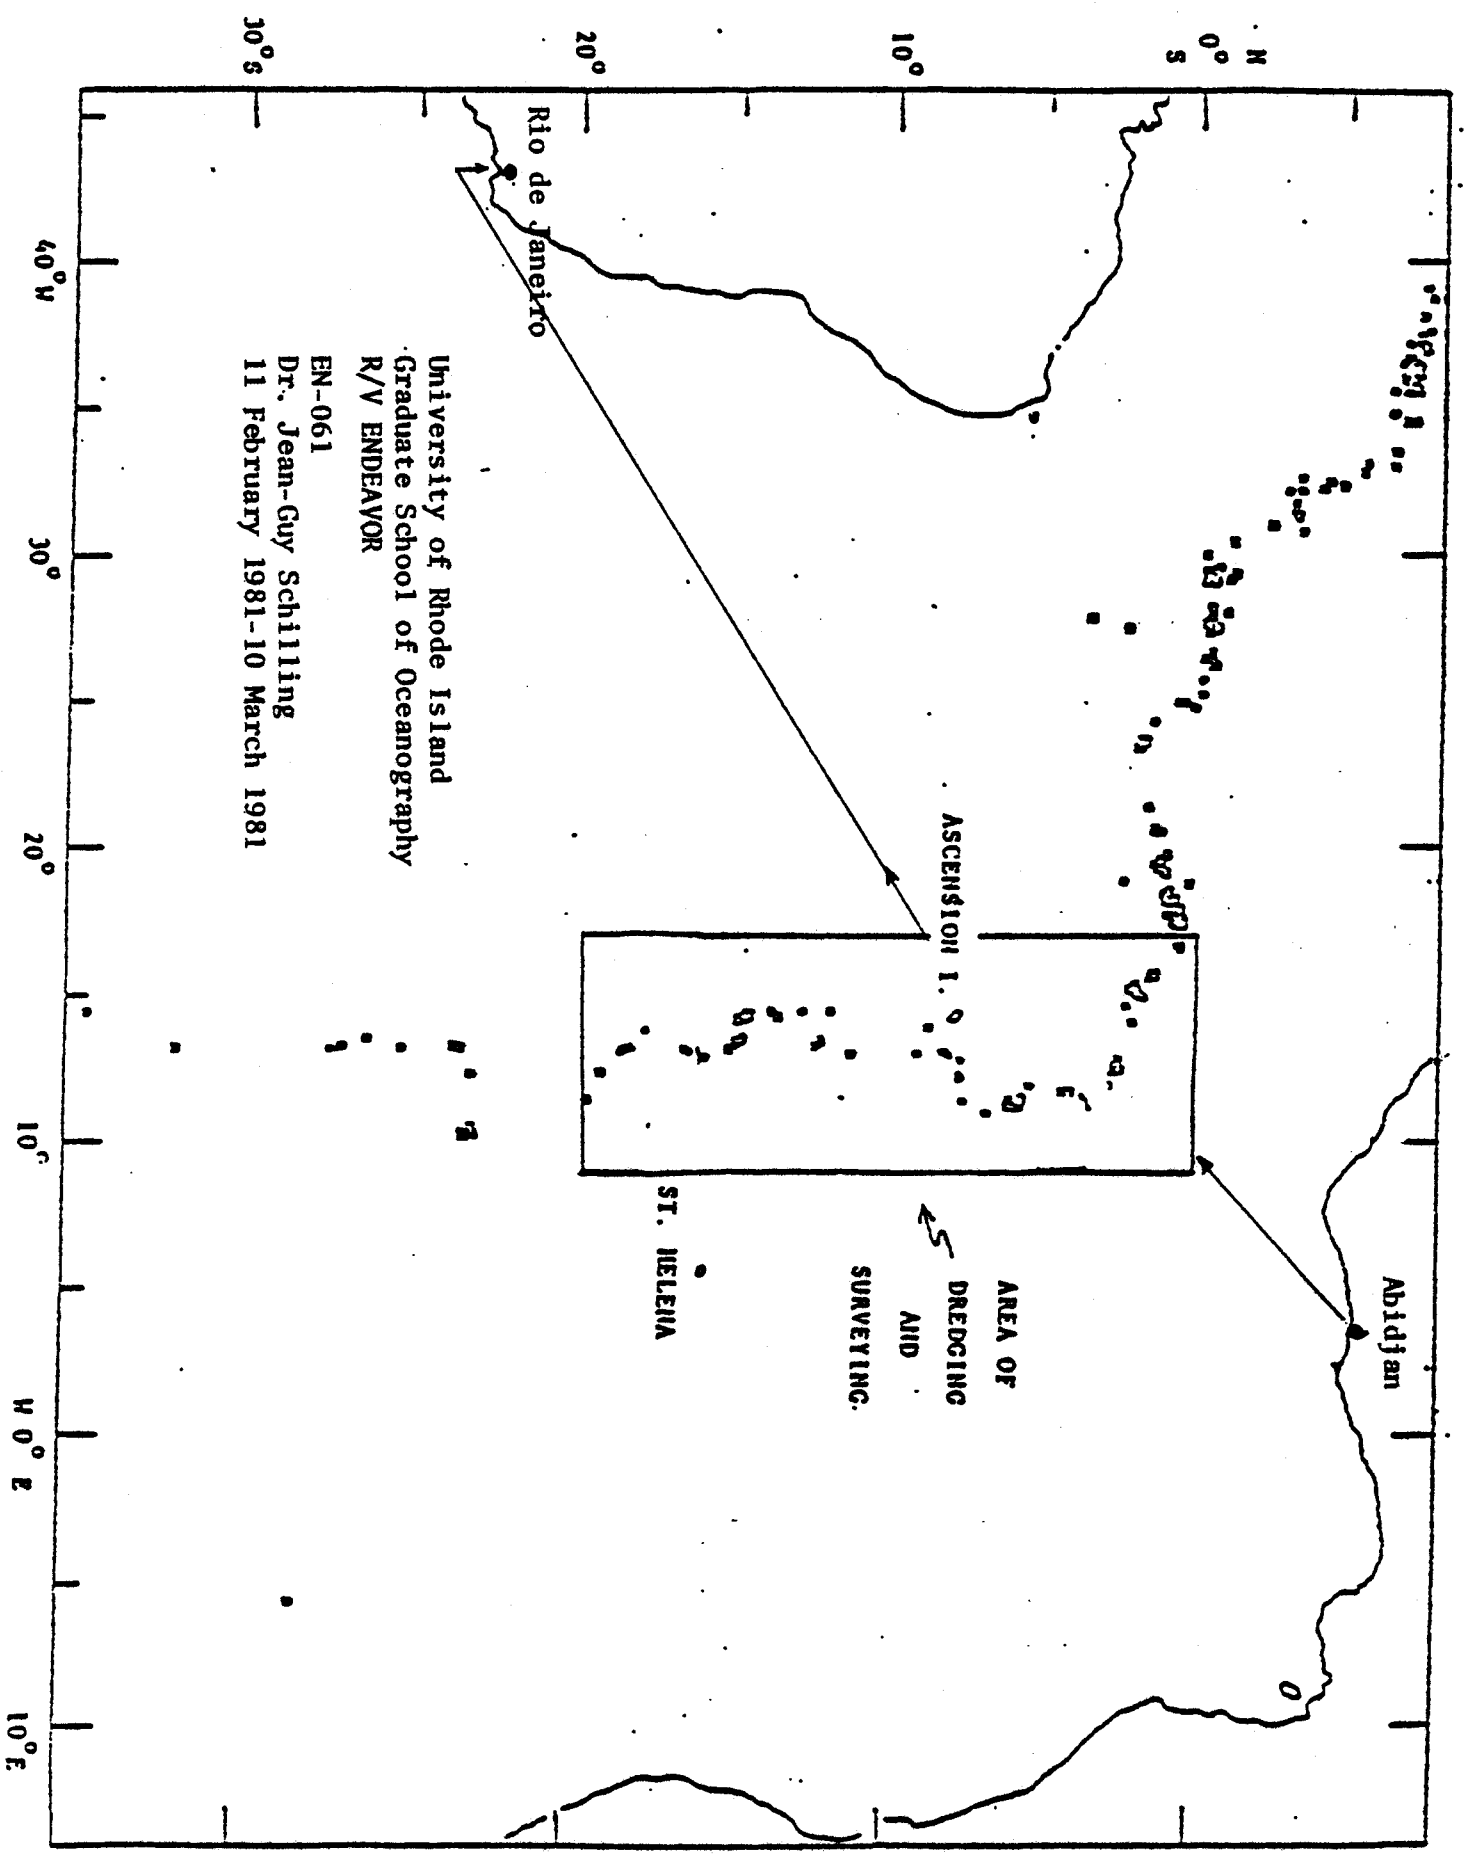 N
0°
S
10°
20°
30°S
Abidjan
AREA OF
DREDGING
AND
SURVEYING.
ASCENSION I.
ST. HELENA
Rio de Janeiro
University of Rhode Island
Graduate School of Oceanography
R/V ENDEAVOR
EN-061
Dr. Jean-Guy Schilling
11 February 1981-10 March 1981
40°W
30°
20°
10°
W 0° E
10°E